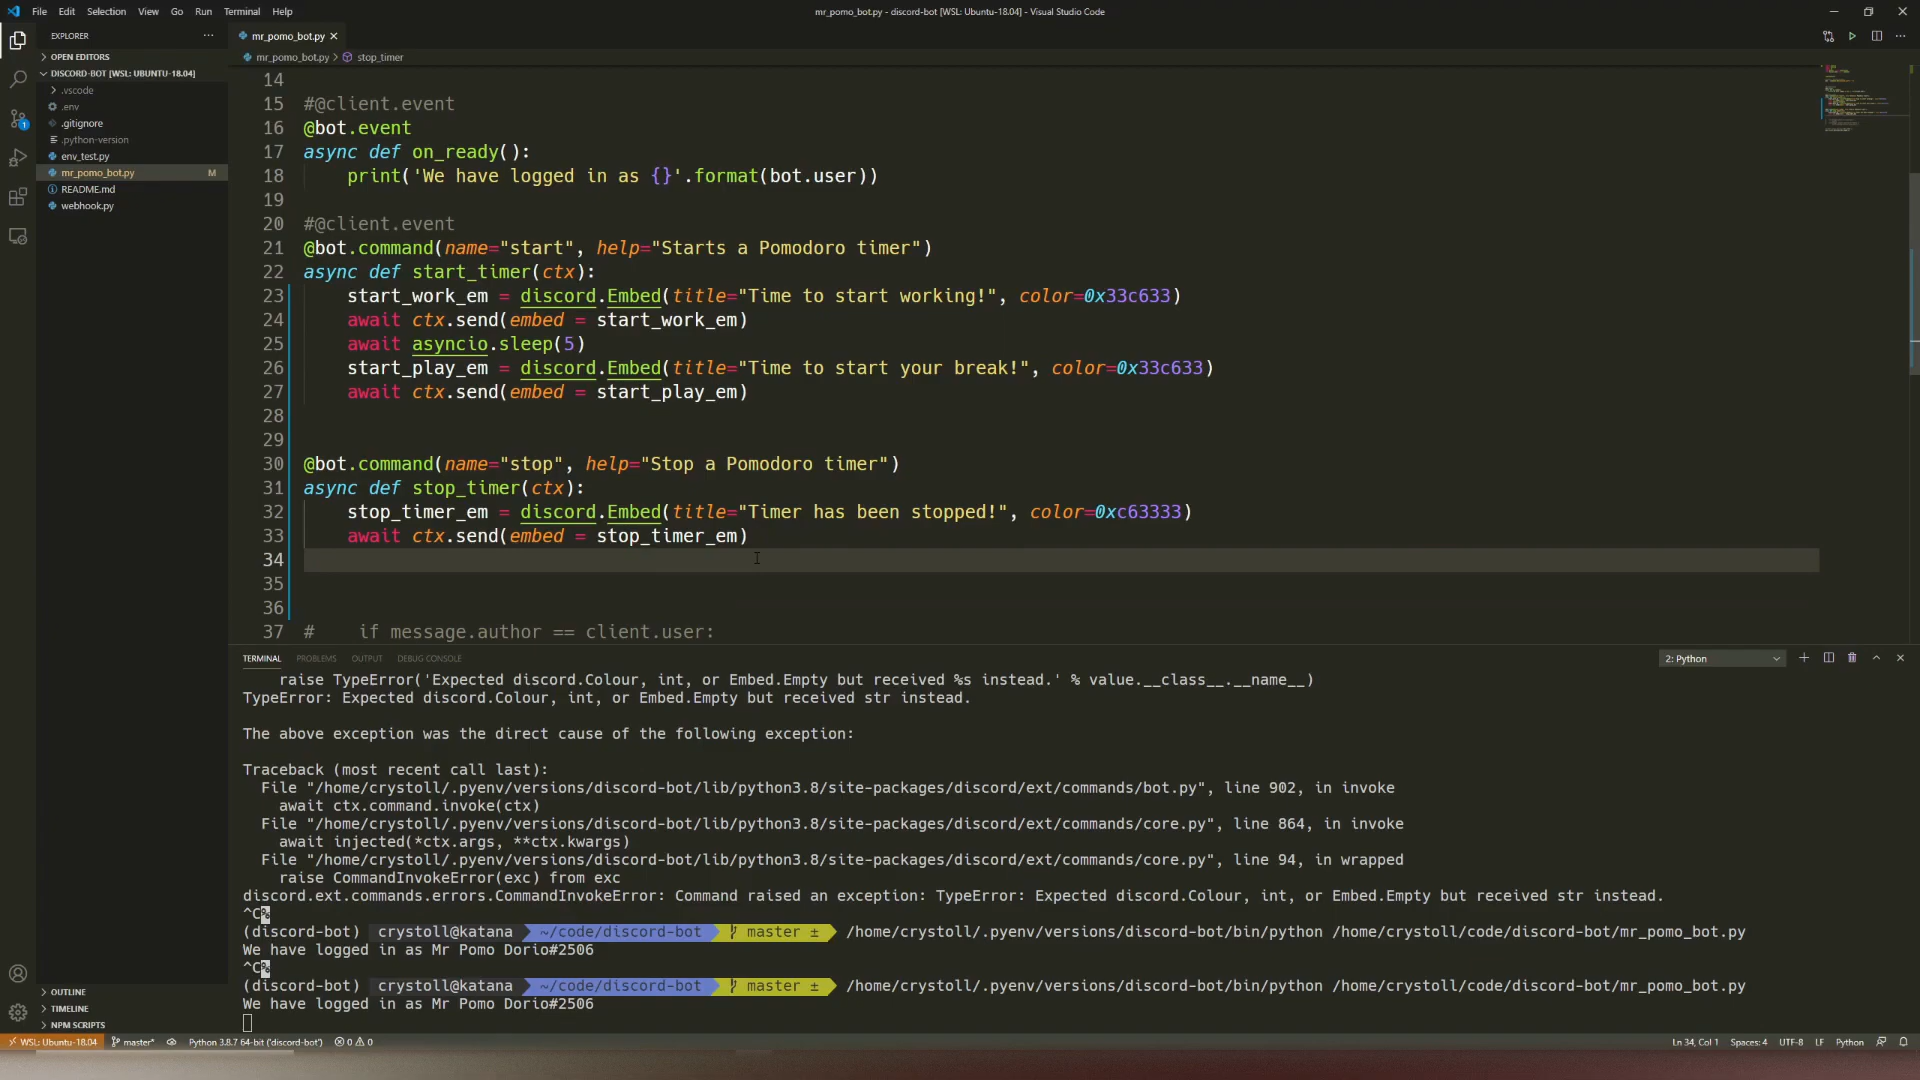 File Edit Selection View Go Run Terminal Help
mr_pomo_bot.py - discord-bot [WSL: Ubuntu-18.04] - Visual Studio Code
EXPLORER
OPEN EDITORS
DISCORD-BOT [WSL: UBUNTU-18.04]
.vscode
.env
.gitignore
.python-version
env_test.py
mr_pomo_bot.py M
README.md
webhook.py
OUTLINE
TIMELINE
NPM SCRIPTS
1
mr_pomo_bot.py
mr_pomo_bot.py > stop_timer
14
15 #@client.event
16 @bot.event
17 async def on_ready():
18 print('We have logged in as {}'.format(bot.user))
19
20 #@client.event
21 @bot.command(name="start", help="Starts a Pomodoro timer")
22 async def start_timer(ctx):
23 start_work_em = discord.Embed(title="Time to start working!", color=0x33c633)
24 await ctx.send(embed = start_work_em)
25 await asyncio.sleep(5)
26 start_play_em = discord.Embed(title="Time to start your break!", color=0x33c633)
27 await ctx.send(embed = start_play_em)
28
29
30 @bot.command(name="stop", help="Stop a Pomodoro timer")
31 async def stop_timer(ctx):
32 stop_timer_em = discord.Embed(title="Timer has been stopped!", color=0xc63333)
33 await ctx.send(embed = stop_timer_em)
34
35
36
37 # if message.author == client.user:
TERMINAL PROBLEMS OUTPUT DEBUG CONSOLE 2: Python
raise TypeError('Expected discord.Colour, int, or Embed.Empty but received %s instead.' % value.__class__.__name__)
TypeError: Expected discord.Colour, int, or Embed.Empty but received str instead.
The above exception was the direct cause of the following exception:
Traceback (most recent call last):
File "/home/crystoll/.pyenv/versions/discord-bot/lib/python3.8/site-packages/discord/ext/commands/bot.py", line 902, in invoke
await ctx.command.invoke(ctx)
File "/home/crystoll/.pyenv/versions/discord-bot/lib/python3.8/site-packages/discord/ext/commands/core.py", line 864, in invoke
await injected(*ctx.args, **ctx.kwargs)
File "/home/crystoll/.pyenv/versions/discord-bot/lib/python3.8/site-packages/discord/ext/commands/core.py", line 94, in wrapped
raise CommandInvokeError(exc) from exc
discord.ext.commands.errors.CommandInvokeError: Command raised an exception: TypeError: Expected discord.Colour, int, or Embed.Empty but received str instead.
^C%
(discord-bot) crystoll@katana ~/code/discord-bot master ± /home/crystoll/.pyenv/versions/discord-bot/bin/python /home/crystoll/code/discord-bot/mr_pomo_bot.py
We have logged in as Mr Pomo Dorio#2506
^C%
(discord-bot) crystoll@katana ~/code/discord-bot master ± /home/crystoll/.pyenv/versions/discord-bot/bin/python /home/crystoll/code/discord-bot/mr_pomo_bot.py
We have logged in as Mr Pomo Dorio#2506
WSL: Ubuntu-18.04 master* Python 3.8.7 64-bit ('discord-bot') 0 0 Ln 34, Col 1 Spaces: 4 UTF-8 LF Python